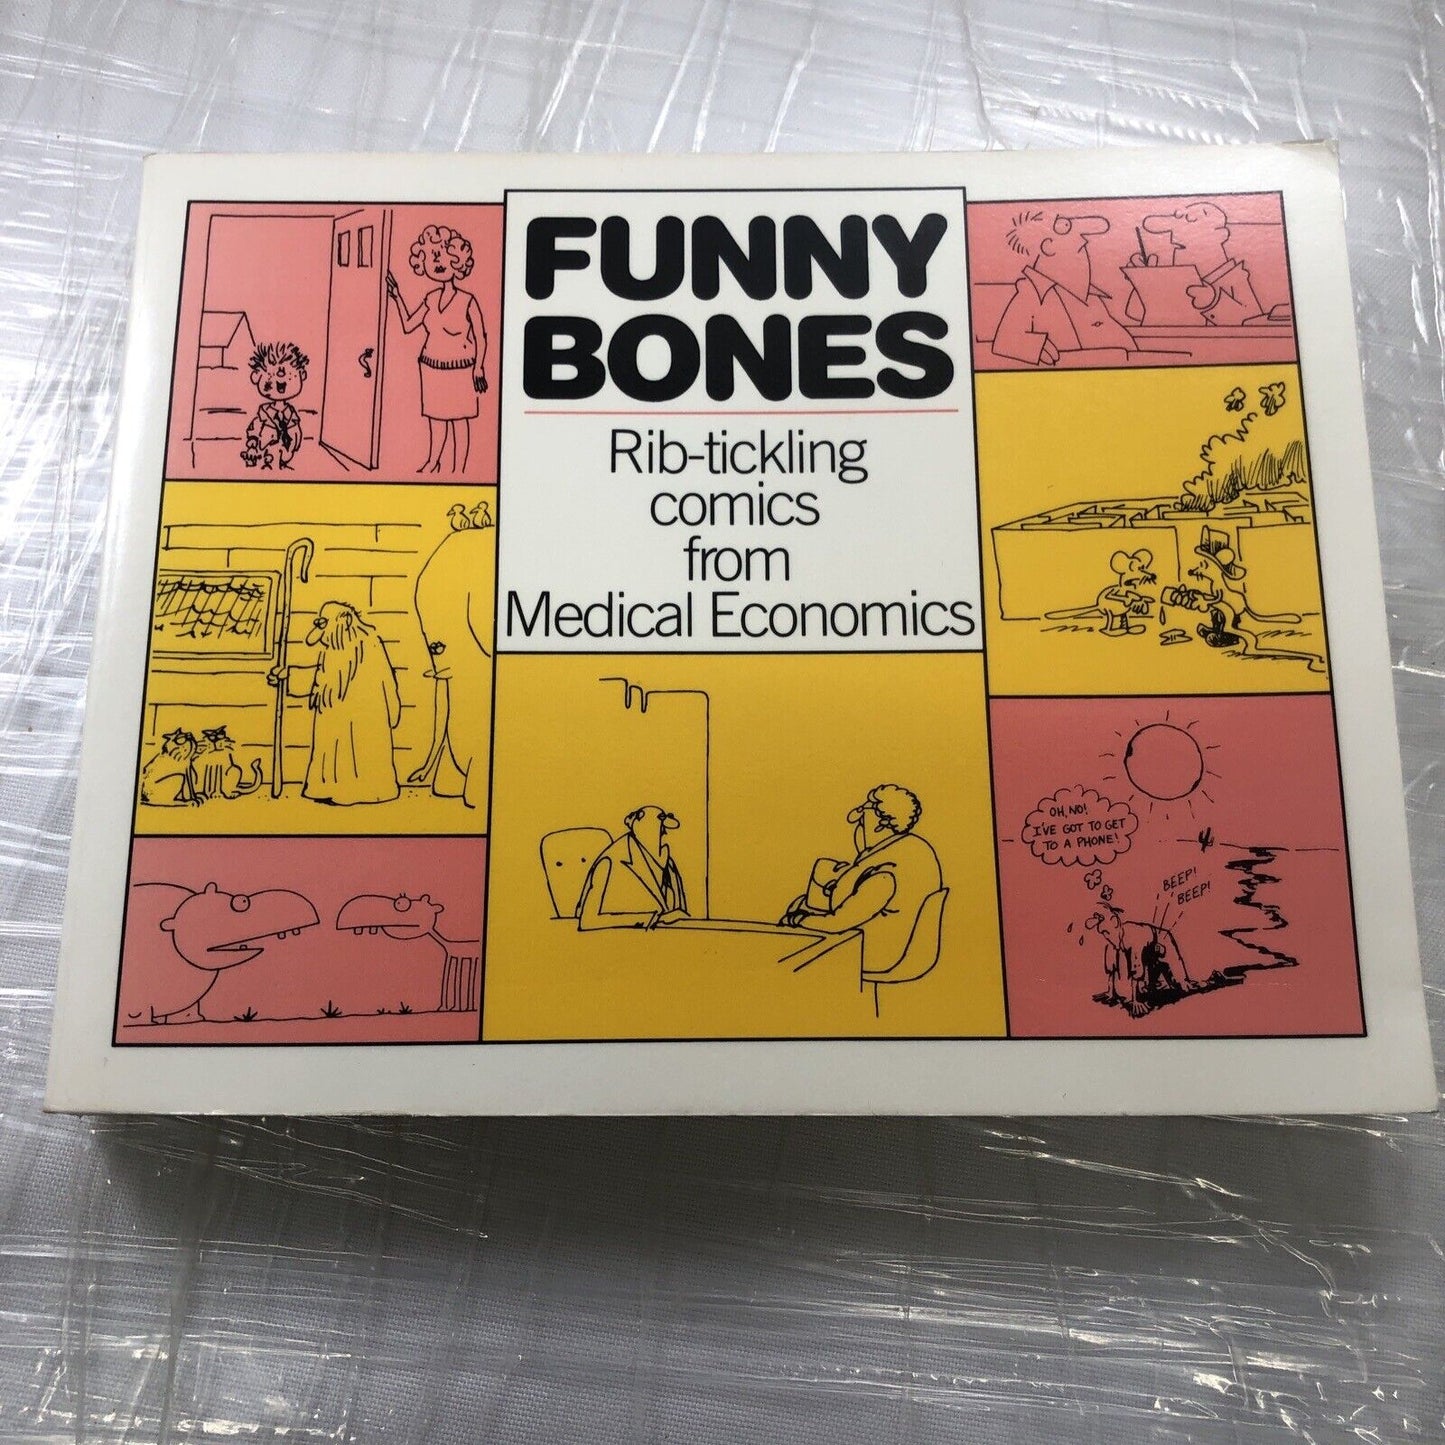 FUNNY
BONES
Rib-tickling
comics
from
Medical Economics
OH, NO!
I'VE GOT TO GET
TO A PHONE!
BEEP!
BEEP!